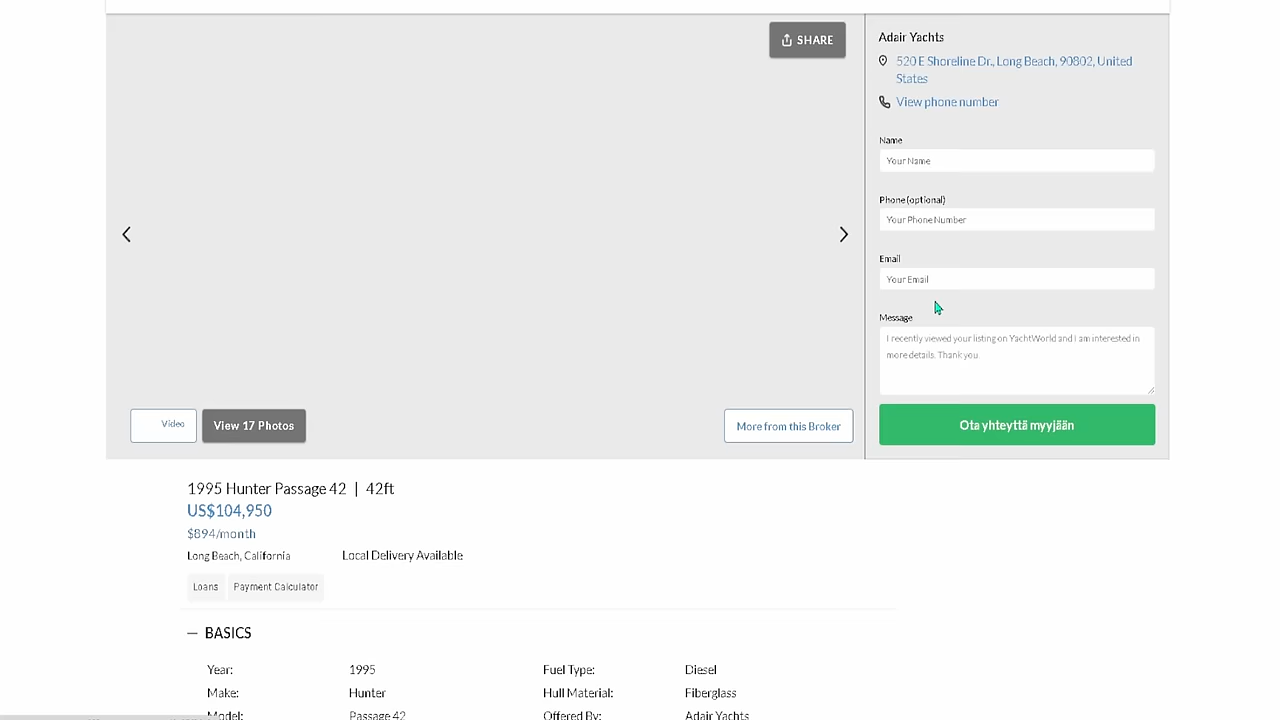 SHARE
Adair Yachts
520 E Shoreline Dr., Long Beach, 90802, United
States
View phone number
Name
Your Name
Phone (optional)
Your Phone Number
Email
Your Email
Message
I recently viewed your listing on YachtWorld and I am interested in
more details. Thank you
Video
View 17 Photos
More from this Broker
Ota yhteyttä myyjään
1995 Hunter Passage 42 | 42ft
US$104,950
$894/month
Long Beach, California
Local Delivery Available
Loans
Payment Calculator
— BASICS
Year: 1995 Fuel Type: Diesel
Make: Hunter Hull Material: Fiberglass
Model: Passage 42 Offered By: Adair Yachts